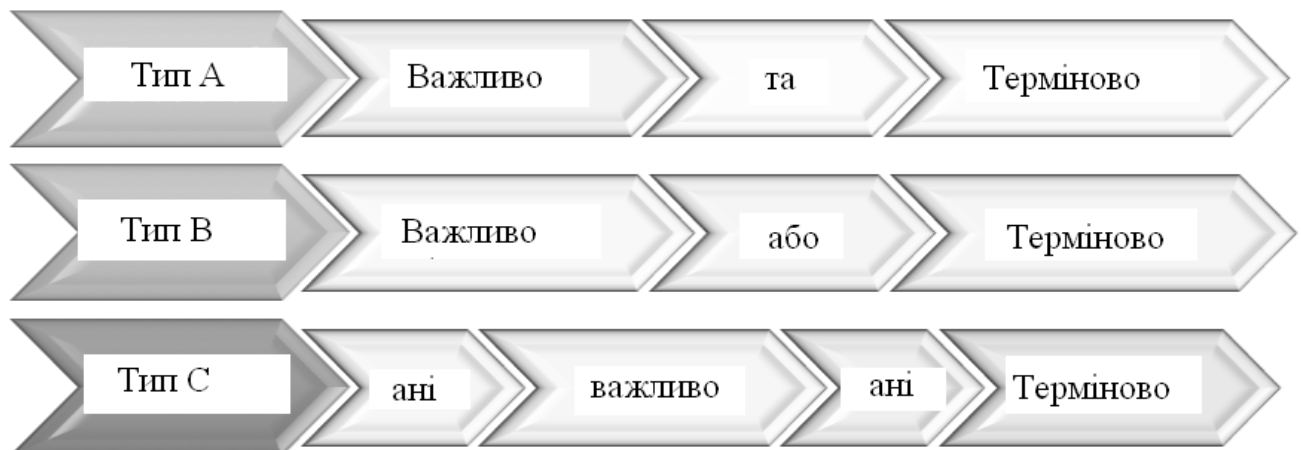 Тип А Важливо та Терміново
Тип В Важливо або Терміново
Тип С ані важливо ані Терміново